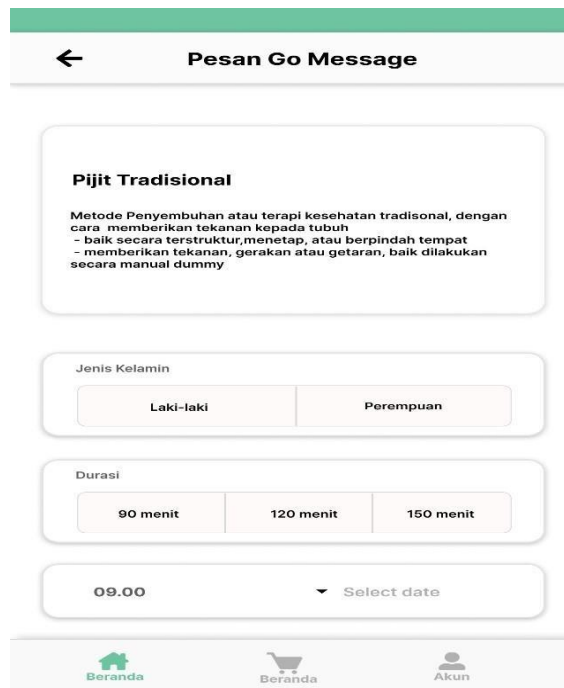 Pesan Go Message
Pijit Tradisional
Metode Penyembuhan atau terapi kesehatan tradisonal, dengan
cara memberikan tekanan kepada tubuh
- baik secara terstruktur,menetap, atau berpindah tempat
- memberikan tekanan, gerakan atau getaran, baik dilakukan
secara manual dummy
Jenis Kelamin
Laki-laki Perempuan
Durasi
90 menit 120 menit 150 menit
09.00 Select date
Beranda Beranda Akun